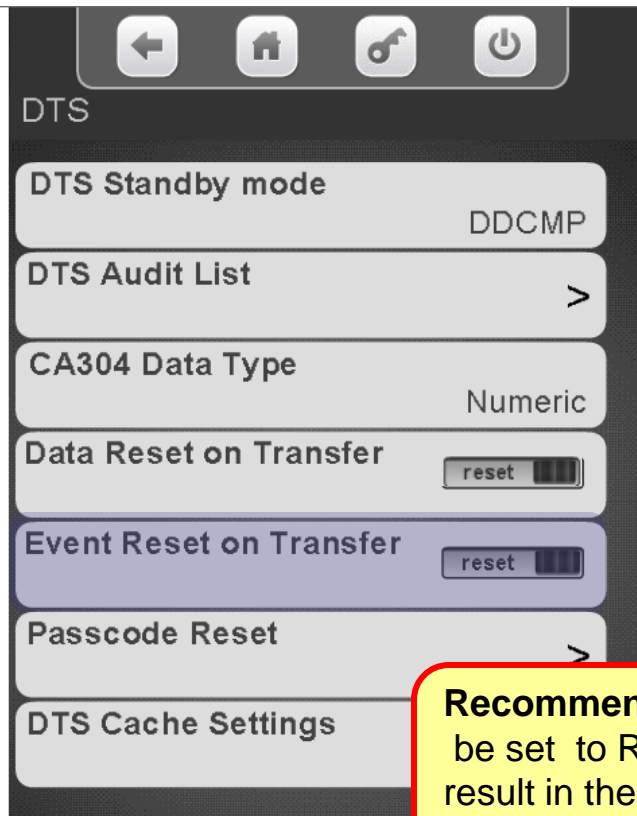 DTS
DTS Standby mode
DDCMP
DTS Audit List
>
CA304 Data Type
Numeric
Data Reset on Transfer
reset
Event Reset on Transfer
reset
Passcode Reset
>
DTS Cache Settings
be set to
result in the